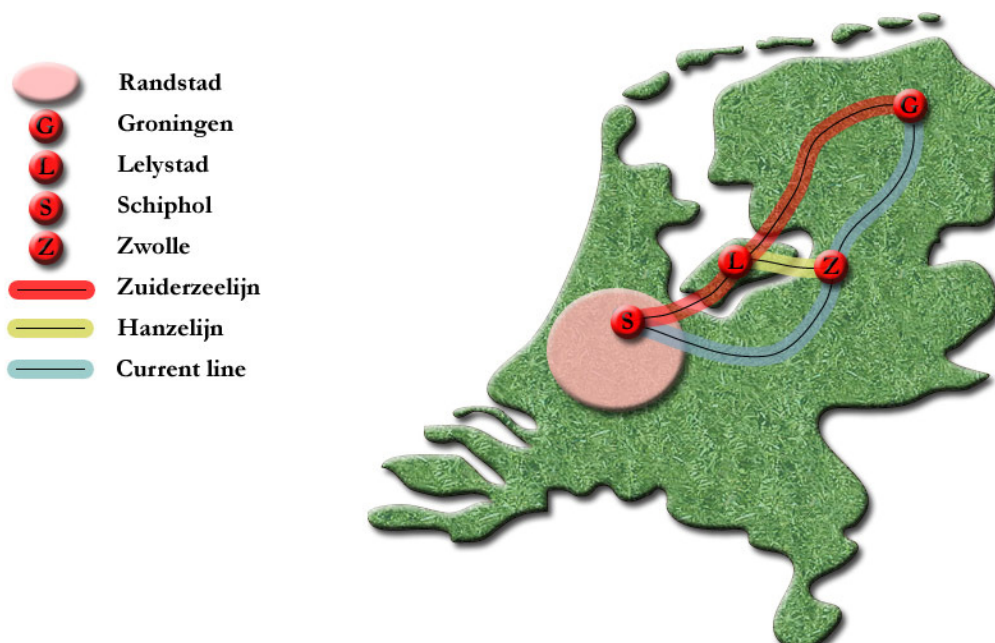 Randstad
G Groningen
L Lelystad
S Schiphol
Z Zwolle
Zuiderzeelijn
Hanzelijn
Current line
G
L
Z
S